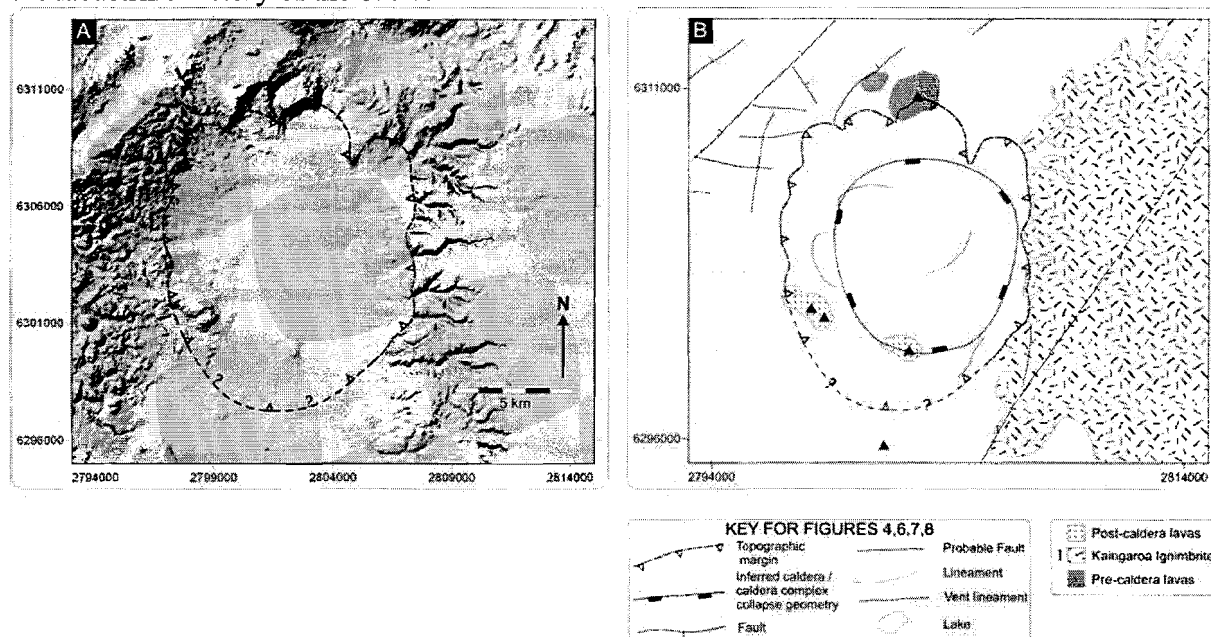 A
B
6311000
6306000
6301000
6296000
2794000
2799000
2804000
2809000
2814000
N
5 km
?
?
?
6311000
6296000
2794000
2814000
?
?
KEY FOR FIGURES 4,6,7,8
Topographic margin
Inferred caldera / caldera complex collapse geometry
Fault
Probable Fault
Lineament
Vent lineament
Lake
Post-caldera lavas
1 Kaingaroa Ignimbrite
Pre-caldera lavas